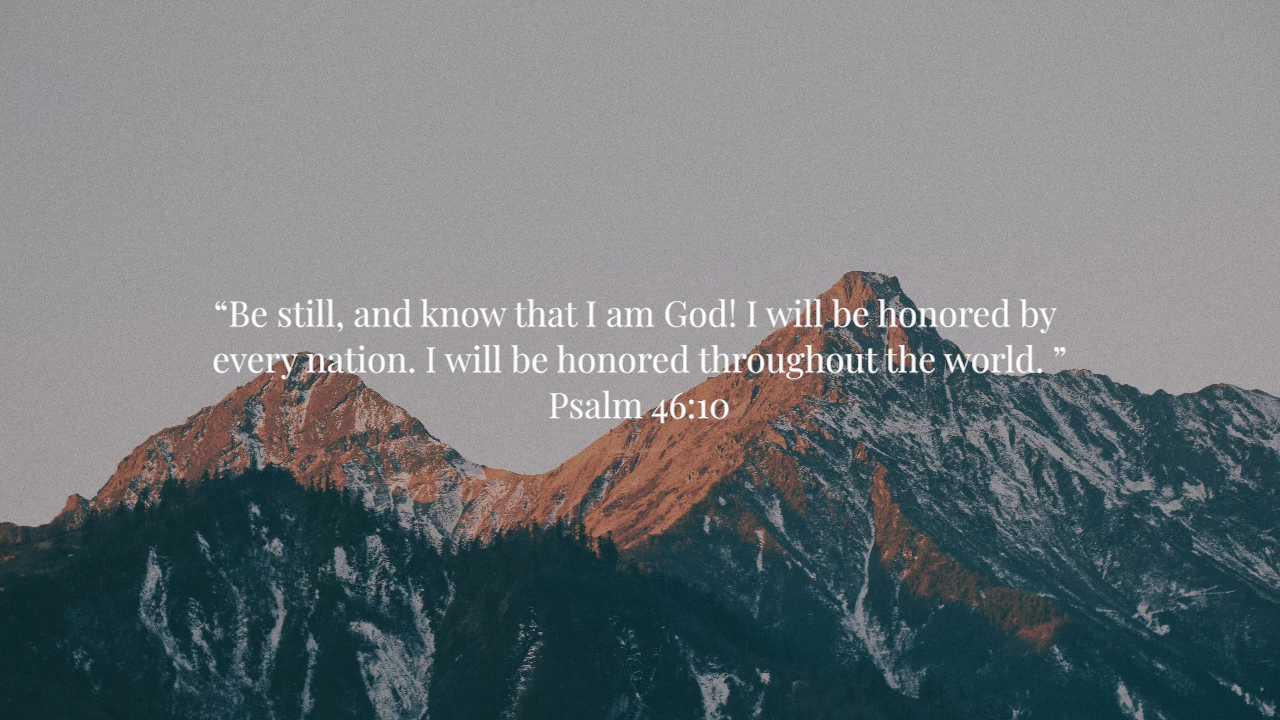 “Be still, and know that I am God! I will be honored by
every nation. I will be honored throughout the world. ”
Psalm 46:10